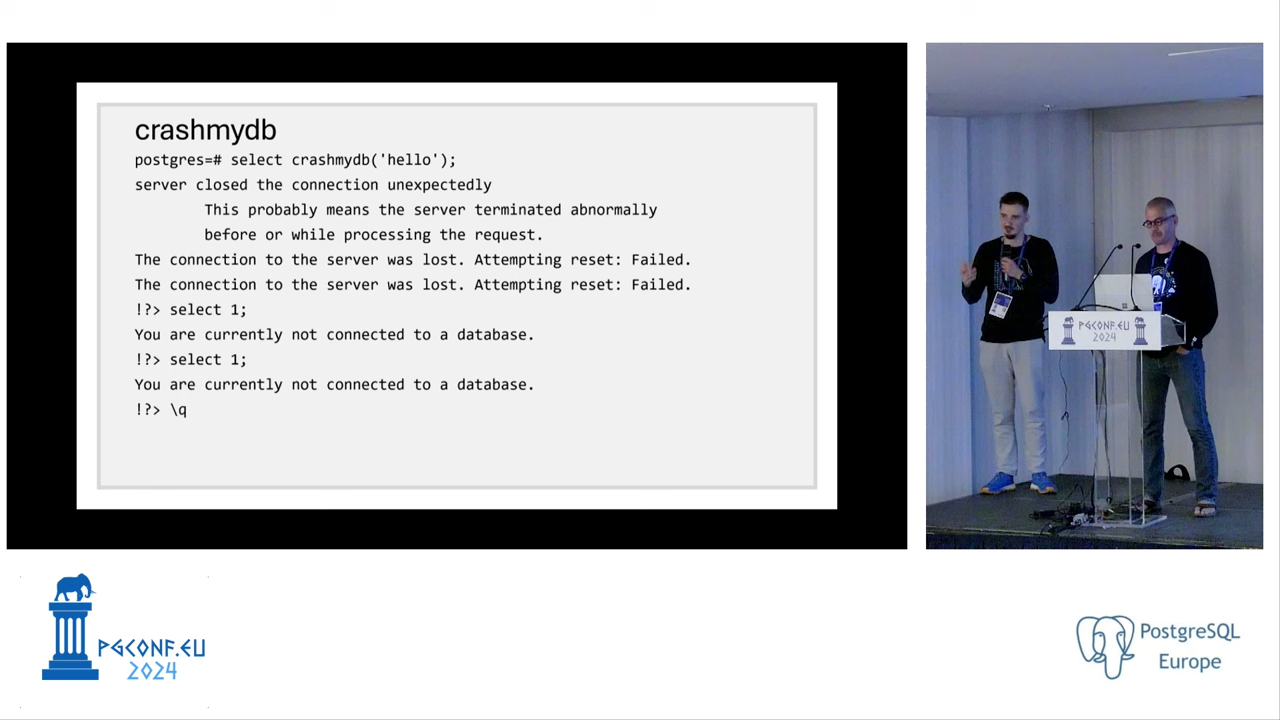 crashmydb
postgres=# select crashmydb('hello');
server closed the connection unexpectedly
This probably means the server terminated abnormally
before or while processing the request.
The connection to the server was lost. Attempting reset: Failed.
The connection to the server was lost. Attempting reset: Failed.
!?> select 1;
You are currently not connected to a database.
!?> select 1;
You are currently not connected to a database.
!?> \q
PGCONF.EU
2024
PGCONF.EU
2024
PostgreSQL
Europe